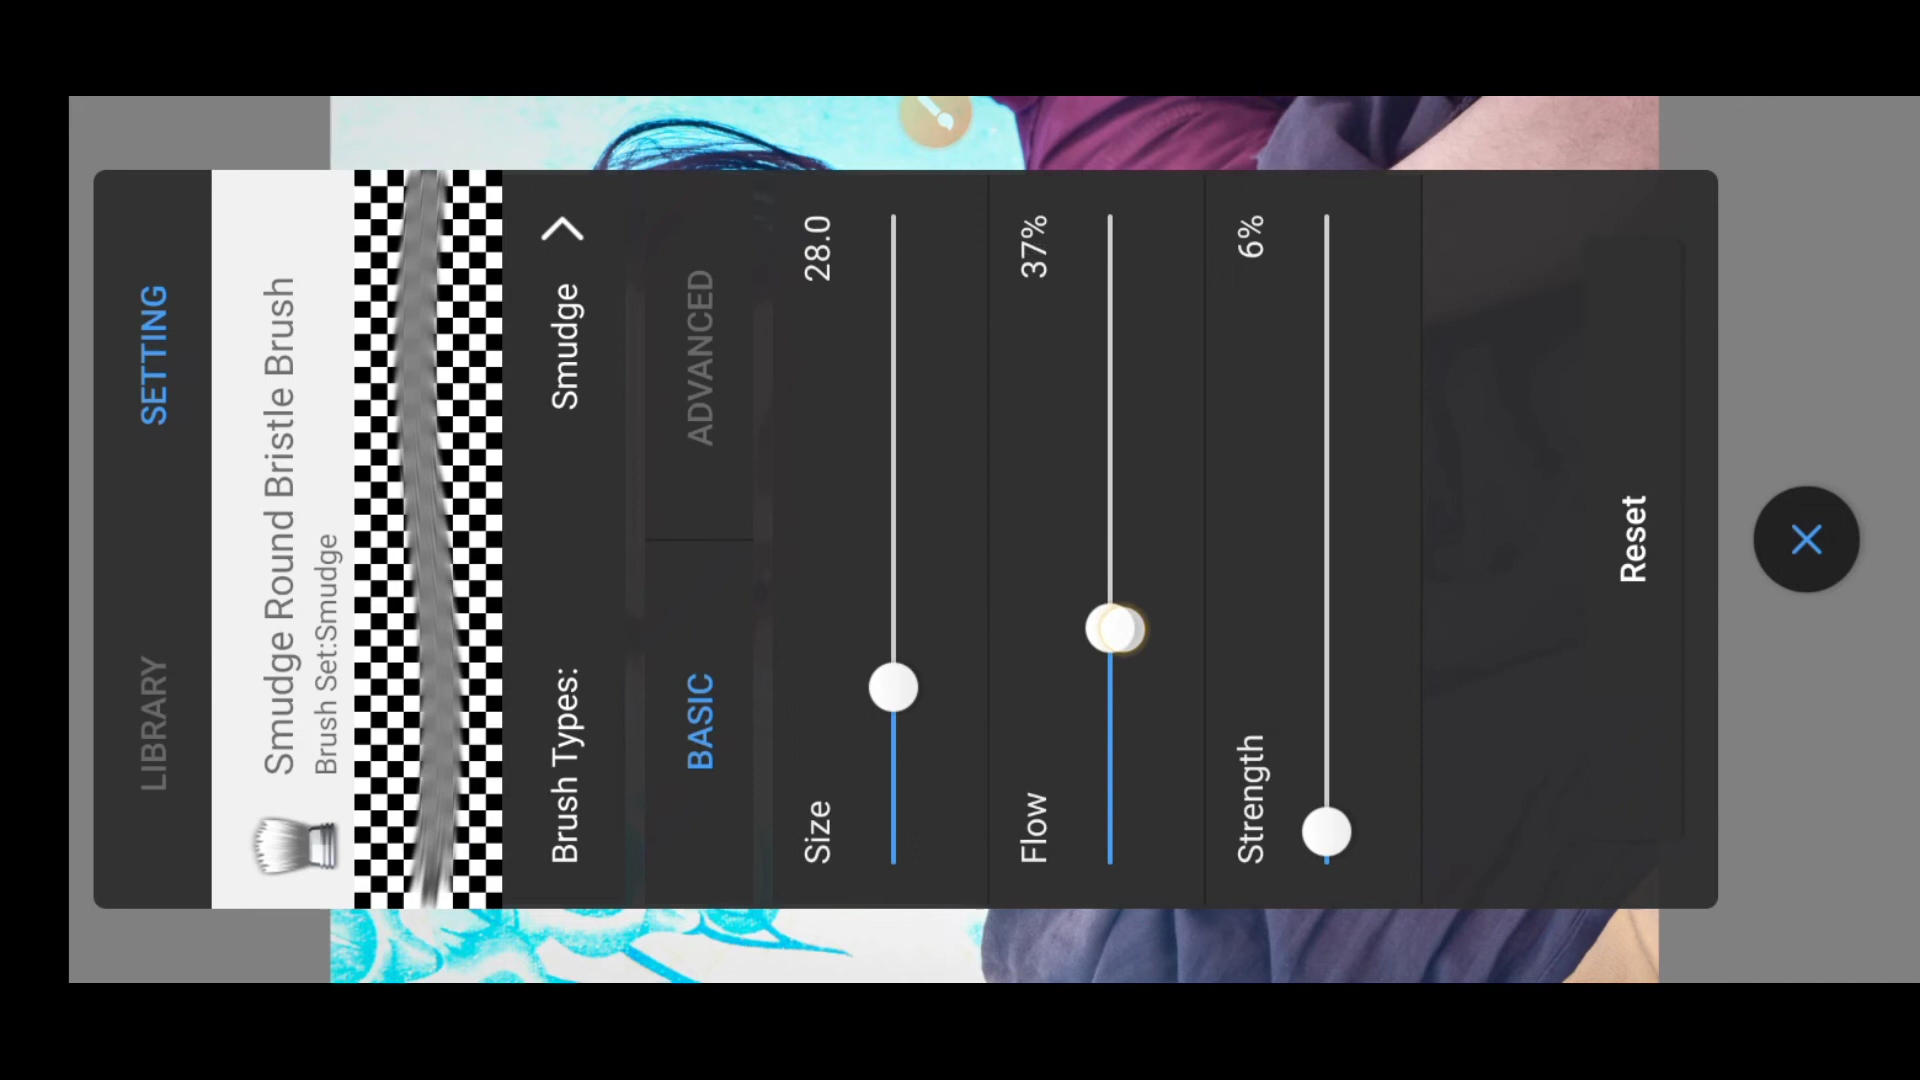 LIBRARY SETTING
Smudge Round Bristle Brush
Brush Set:Smudge
Brush Types: Smudge
BASIC ADVANCED
Size 28.0
Flow 37%
Strength 6%
Reset